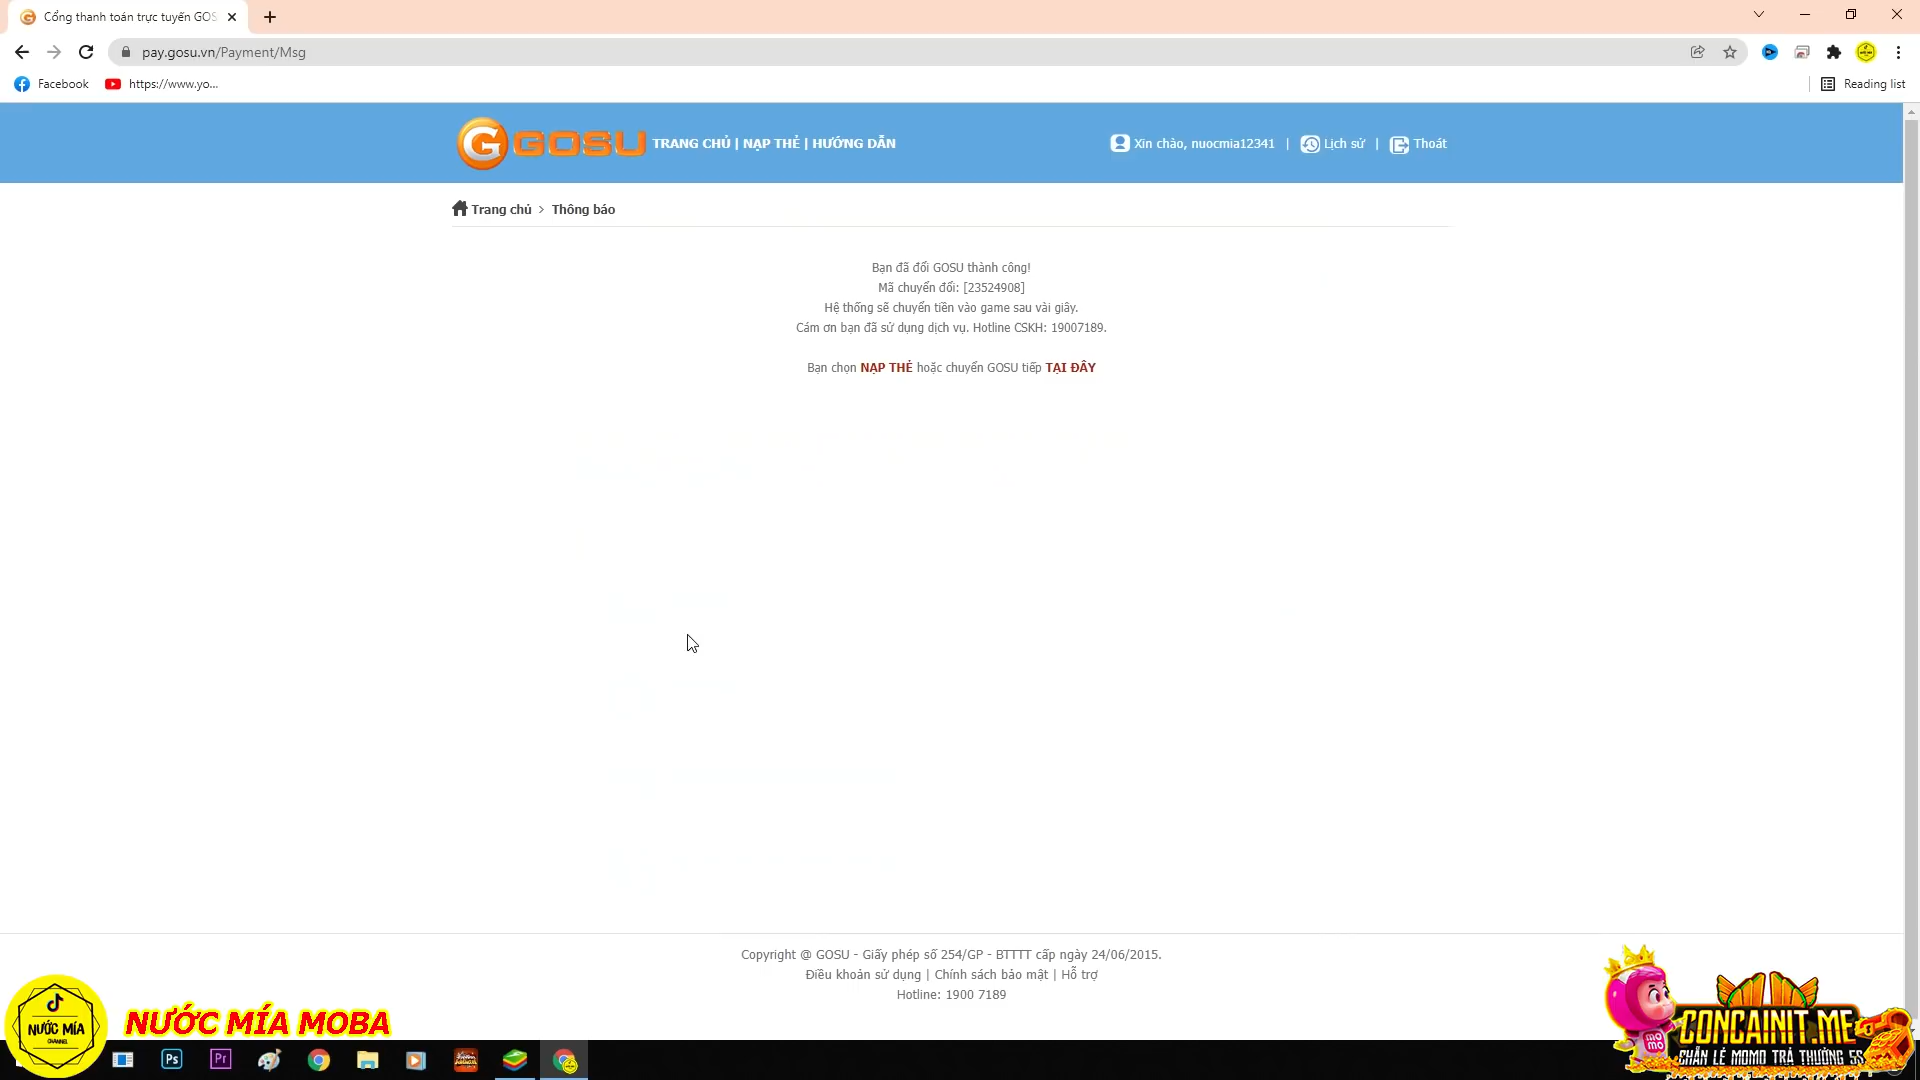 Cổng thanh toán trực tuyến GOS
pay.gosu.vn/Payment/Msg
Facebook
https://www.yo...
Reading list
G GOSU
TRANG CHỦ | NẠP THẺ | HƯỚNG DẪN
Xin chào, nuocmia12341 | Lịch sử | Thoát
Trang chủ > Thông báo
Bạn đã đổi GOSU thành công!
Mã chuyển đổi: [23524908]
Hệ thống sẽ chuyển tiền vào game sau vài giây.
Cám ơn bạn đã sử dụng dịch vụ. Hotline CSKH: 19007189.
Bạn chọn NẠP THẺ hoặc chuyển GOSU tiếp TẠI ĐÂY
Copyright @ GOSU - Giấy phép số 254/GP - BTTTT cấp ngày 24/06/2015.
Điều khoản sử dụng | Chính sách bảo mật | Hỗ trợ
Hotline: 1900 7189
NƯỚC MÍA
CHANNEL
NƯỚC MÍA MOBA
Ps
Pr
mo
mo
CONCAINIT.ME
CHẴN LẺ MOMO TRẢ THƯỞNG 5S